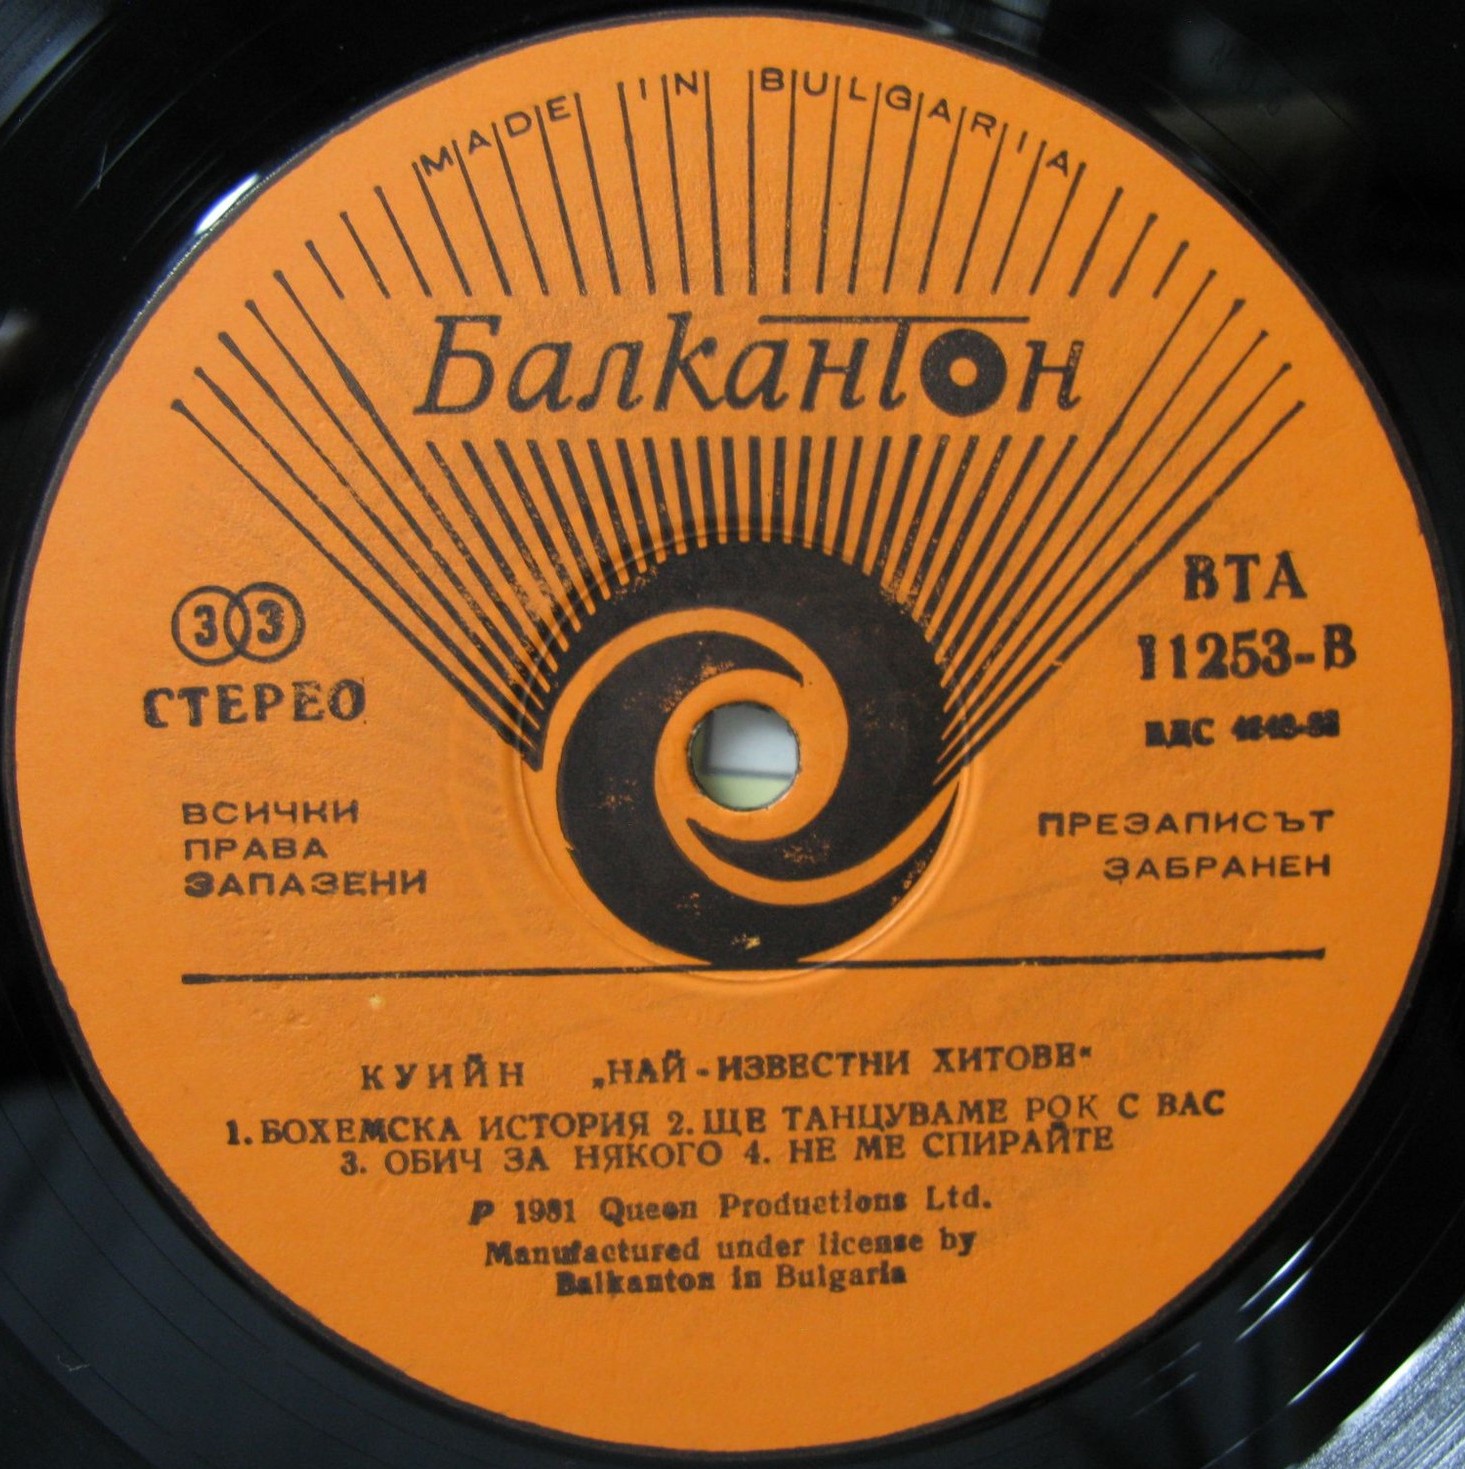 MADE IN BULGARIA
Балкантон
33
СТЕРЕО
ВТА
11253-В
БДС
ВСИЧКИ
ПРАВА
ЗАПАЗЕНИ
ПРЕЗАПИСЪТ
ЗАБРАНЕН
КУИЙН „НАЙ-ИЗВЕСТНИ ХИТОВЕ"
1. БОХЕМСКА ИСТОРИЯ 2. ЩЕ ТАНЦУВАМЕ РОК С ВАС
3. ОБИЧ ЗА НЯКОГО 4. НЕ МЕ СПИРАЙТЕ
P 1981 Queen Productions Ltd.
Manufactured under license by
Balkanton in Bulgaria